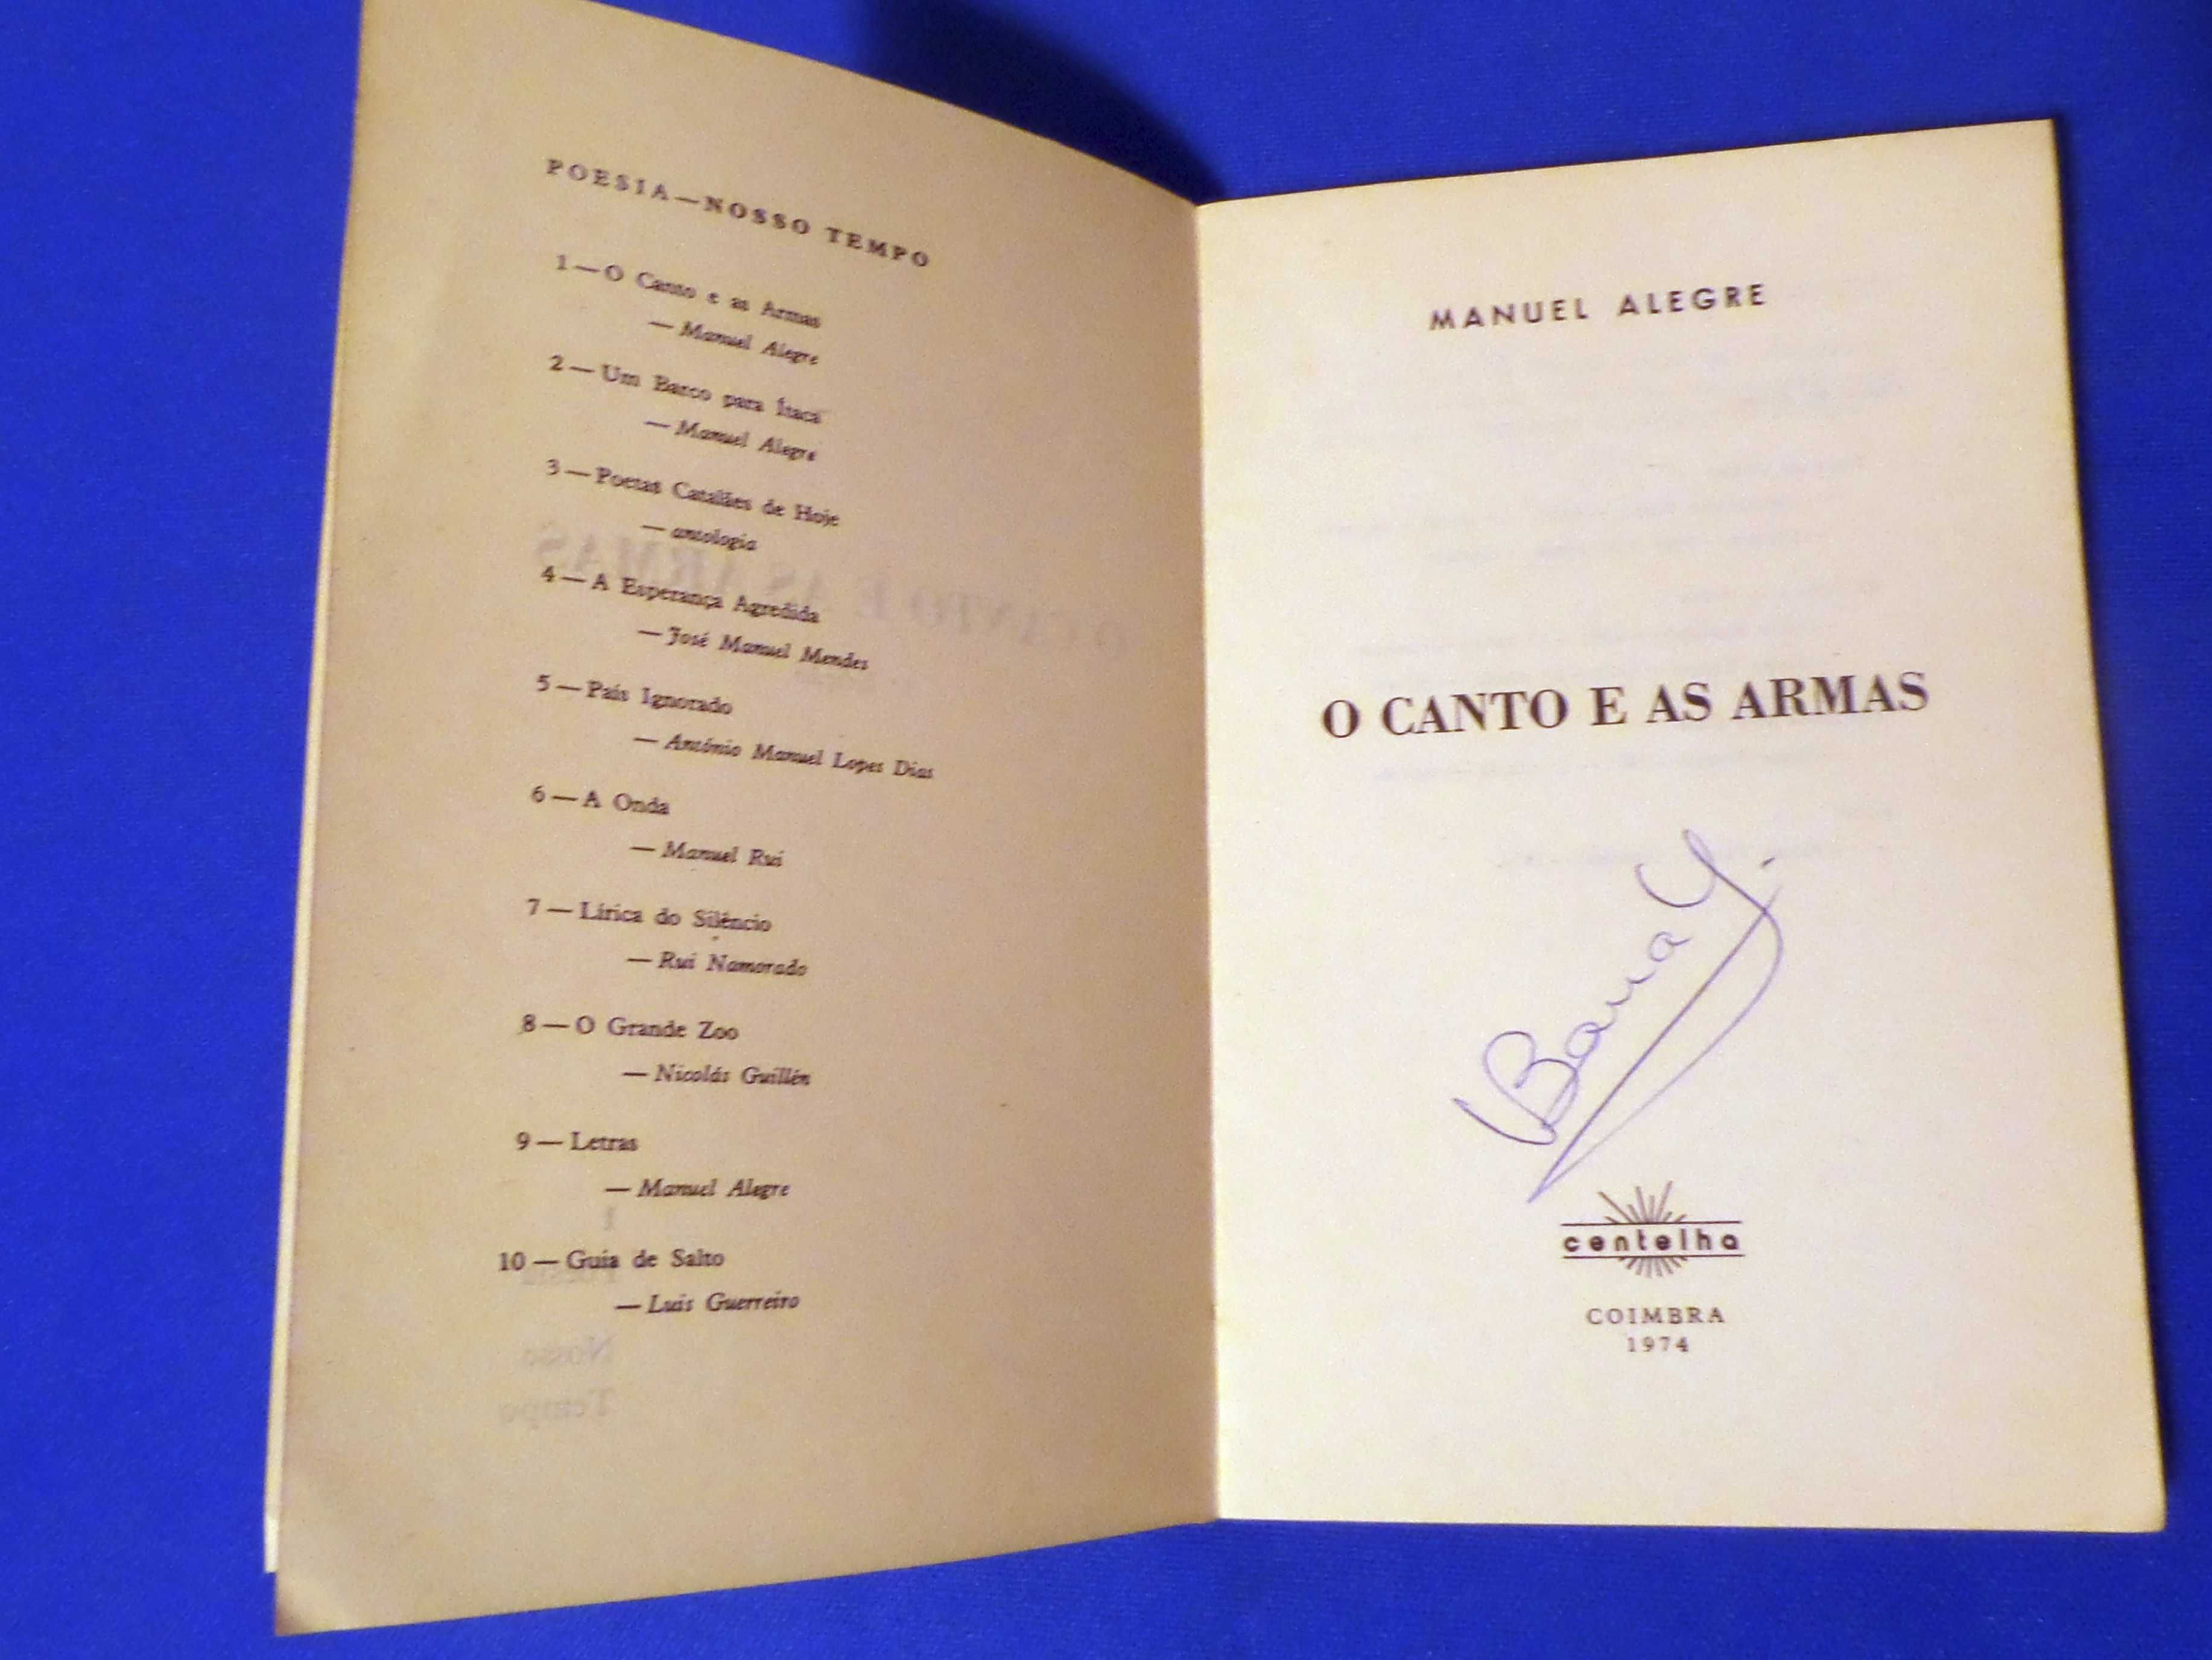 POESIA—NOSSO TEMPO
1—O Canto e as Armas
— Manuel Alegre
2 — Um Barco para Ítaca
— Manuel Alegre
3 — Poetas Catalães de Hoje
— antologia
4 — A Esperança Agredida
— José Manuel Mendes
5 — País Ignorado
— António Manuel Lopes Dias
6 — A Onda
— Manuel Rui
7 — Lírica do Silêncio
— Rui Namorado
8 — O Grande Zoo
— Nicolás Guillén
9 — Letras
— Manuel Alegre
10 — Guia de Salto
— Luís Guerreiro
MANUEL ALEGRE
O CANTO E AS ARMAS
centelha
COIMBRA
1974